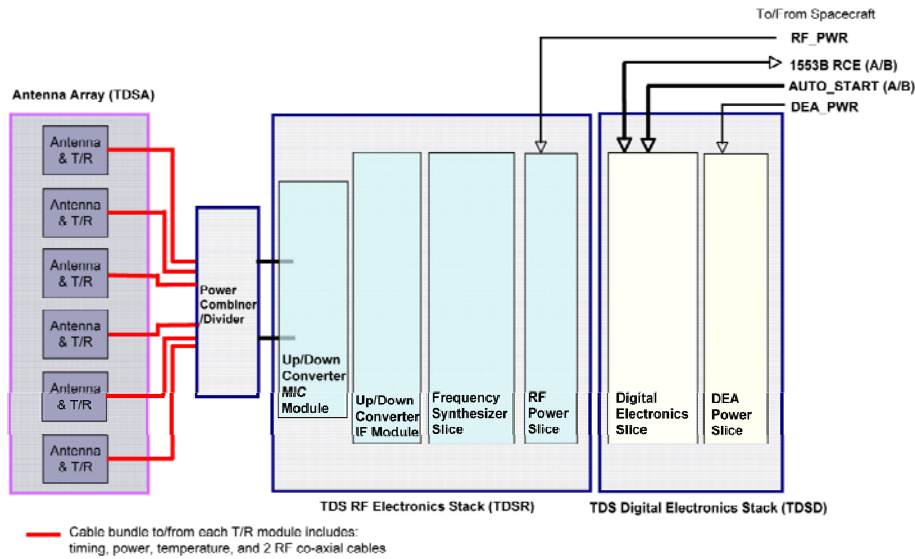 To/From Spacecraft
RF_PWR
1553B RCE (A/B)
AUTO_START (A/B)
DEA_PWR
Antenna Array (TDSA)
Antenna
& T/R
Antenna
& T/R
Antenna
& T/R
Antenna
& T/R
Antenna
& T/R
Antenna
& T/R
Power
Combiner
/Divider
Up/Down
Converter
MIC
Module
Up/Down
Converter
IF Module
Frequency
Synthesizer
Slice
RF
Power
Slice
Digital
Electronics
Slice
DEA
Power
Slice
TDS RF Electronics Stack (TDSR)
TDS Digital Electronics Stack (TDSD)
Cable bundle to/from each T/R module includes:
timing, power, temperature, and 2 RF co-axial cables